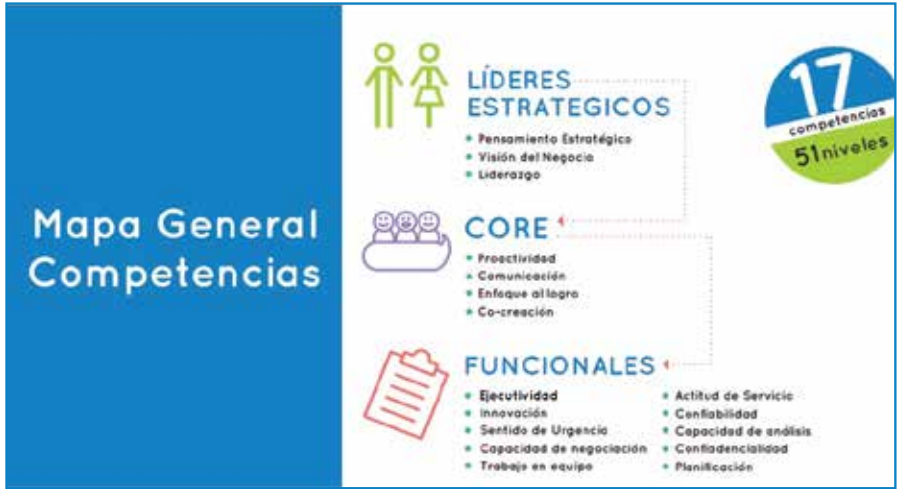 Mapa General
Competencias
LÍDERES
ESTRATEGICOS
Pensamiento Estratégico
Visión del Negocio
Liderazgo
17
competencias
51 niveles
CORE
Proactividad
Comunicación
Enfoque al logro
Co-creación
FUNCIONALES
Ejecutividad
Innovación
Sentido de Urgencia
Capacidad de negociación
Trabajo en equipo
Actitud de Servicio
Confiabilidad
Capacidad de análisis
Confiadencialidad
Planificación